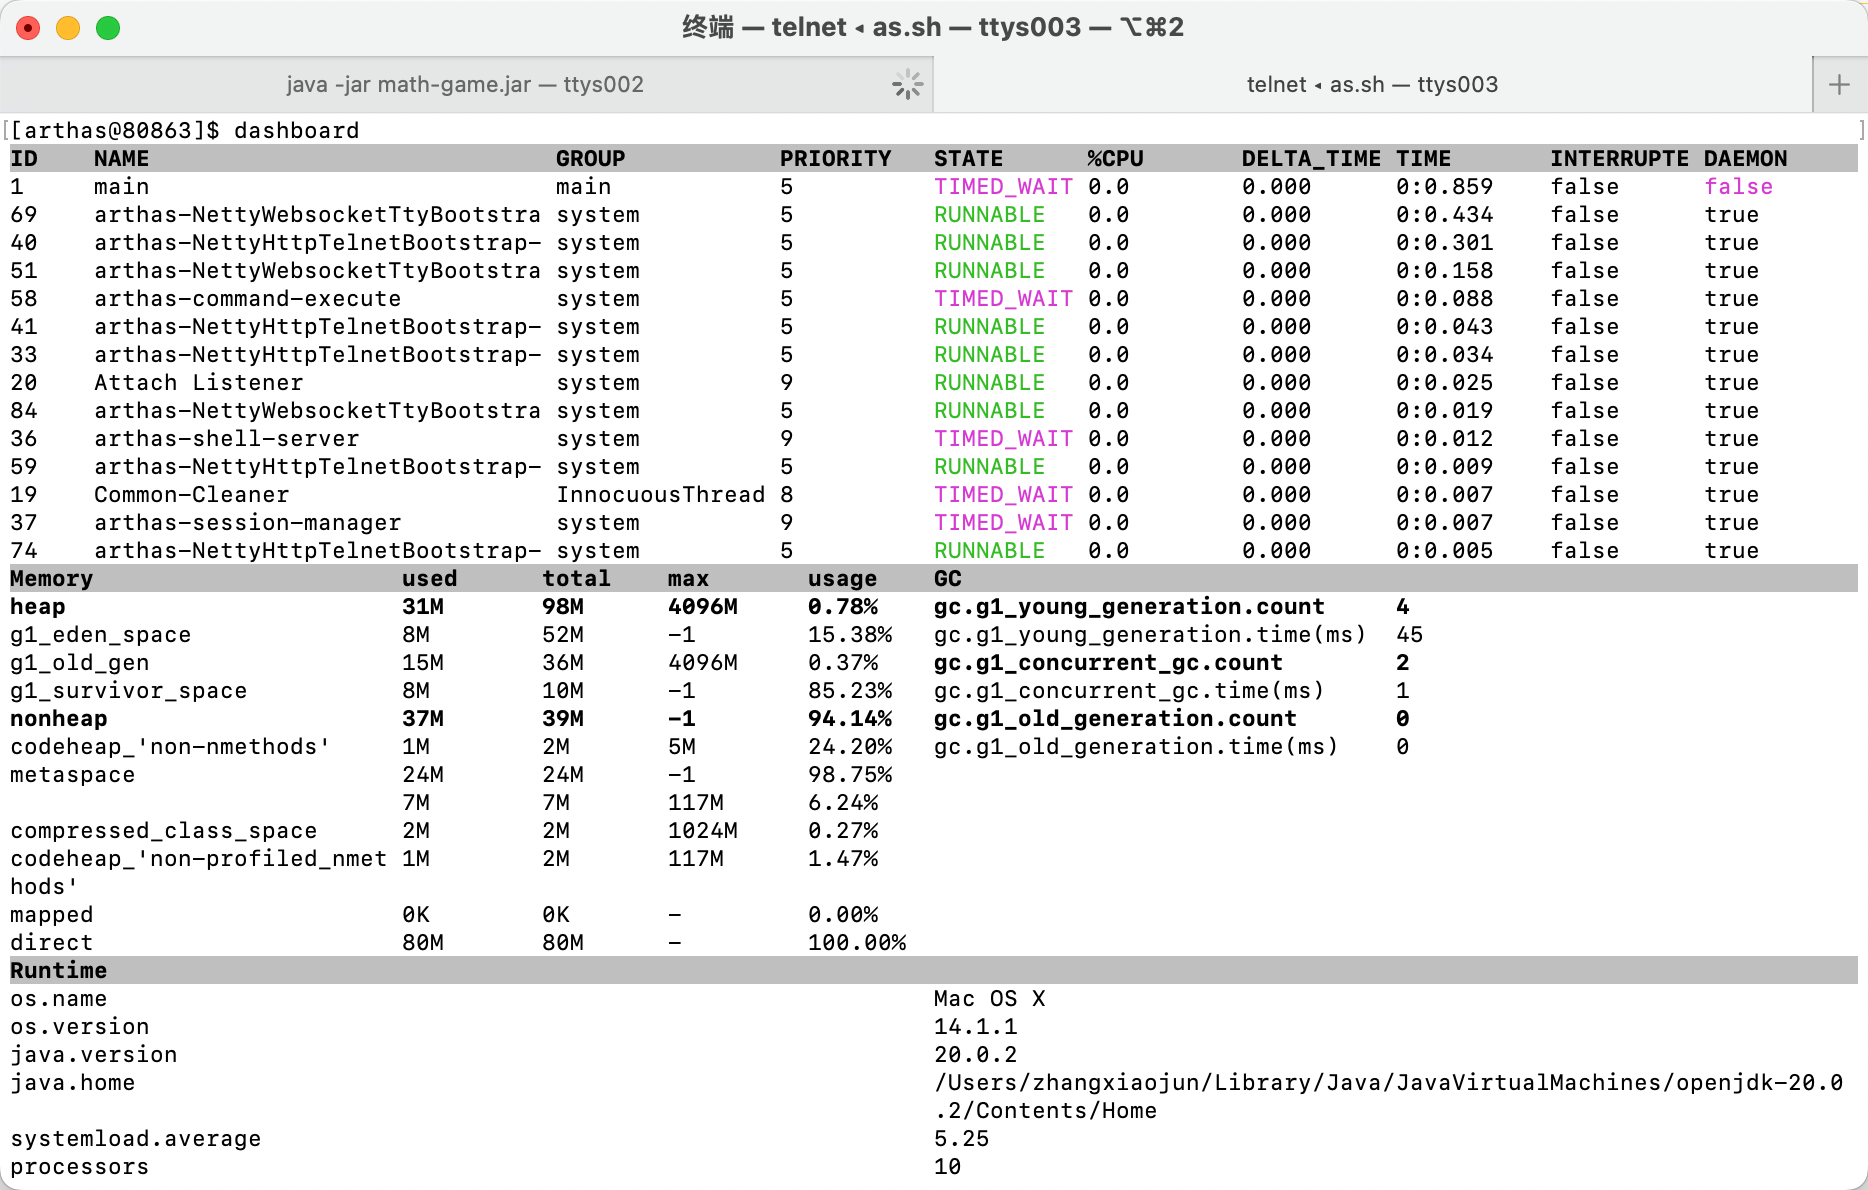 终端 — telnet ◂ as.sh — ttys003 — ⌥⌘2
java -jar math-game.jar — ttys002 telnet ◂ as.sh — ttys003 +
[[arthas@80863]$ dashboard ]
ID NAME GROUP PRIORITY STATE %CPU DELTA_TIME TIME INTERRUPTE DAEMON
1 main main 5 TIMED_WAIT 0.0 0.000 0:0.859 false false
69 arthas-NettyWebsocketTtyBootstra system 5 RUNNABLE 0.0 0.000 0:0.434 false true
40 arthas-NettyHttpTelnetBootstrap- system 5 RUNNABLE 0.0 0.000 0:0.301 false true
51 arthas-NettyWebsocketTtyBootstra system 5 RUNNABLE 0.0 0.000 0:0.158 false true
58 arthas-command-execute system 5 TIMED_WAIT 0.0 0.000 0:0.088 false true
41 arthas-NettyHttpTelnetBootstrap- system 5 RUNNABLE 0.0 0.000 0:0.043 false true
33 arthas-NettyHttpTelnetBootstrap- system 5 RUNNABLE 0.0 0.000 0:0.034 false true
20 Attach Listener system 9 RUNNABLE 0.0 0.000 0:0.025 false true
84 arthas-NettyWebsocketTtyBootstra system 5 RUNNABLE 0.0 0.000 0:0.019 false true
36 arthas-shell-server system 9 TIMED_WAIT 0.0 0.000 0:0.012 false true
59 arthas-NettyHttpTelnetBootstrap- system 5 RUNNABLE 0.0 0.000 0:0.009 false true
19 Common-Cleaner InnocuousThread 8 TIMED_WAIT 0.0 0.000 0:0.007 false true
37 arthas-session-manager system 9 TIMED_WAIT 0.0 0.000 0:0.007 false true
74 arthas-NettyHttpTelnetBootstrap- system 5 RUNNABLE 0.0 0.000 0:0.005 false true
Memory used total max usage GC
heap 31M 98M 4096M 0.78% gc.g1_young_generation.count 4
g1_eden_space 8M 52M -1 15.38% gc.g1_young_generation.time(ms) 45
g1_old_gen 15M 36M 4096M 0.37% gc.g1_concurrent_gc.count 2
g1_survivor_space 8M 10M -1 85.23% gc.g1_concurrent_gc.time(ms) 1
nonheap 37M 39M -1 94.14% gc.g1_old_generation.count 0
codeheap_'non-nmethods' 1M 2M 5M 24.20% gc.g1_old_generation.time(ms) 0
metaspace 24M 24M -1 98.75%
7M 7M 117M 6.24%
compressed_class_space 2M 2M 1024M 0.27%
codeheap_'non-profiled_nmet 1M 2M 117M 1.47%
hods'
mapped 0K 0K - 0.00%
direct 80M 80M - 100.00%
Runtime
os.name Mac OS X
os.version 14.1.1
java.version 20.0.2
java.home /Users/zhangxiaojun/Library/Java/JavaVirtualMachines/openjdk-20.0
.2/Contents/Home
systemload.average 5.25
processors 10